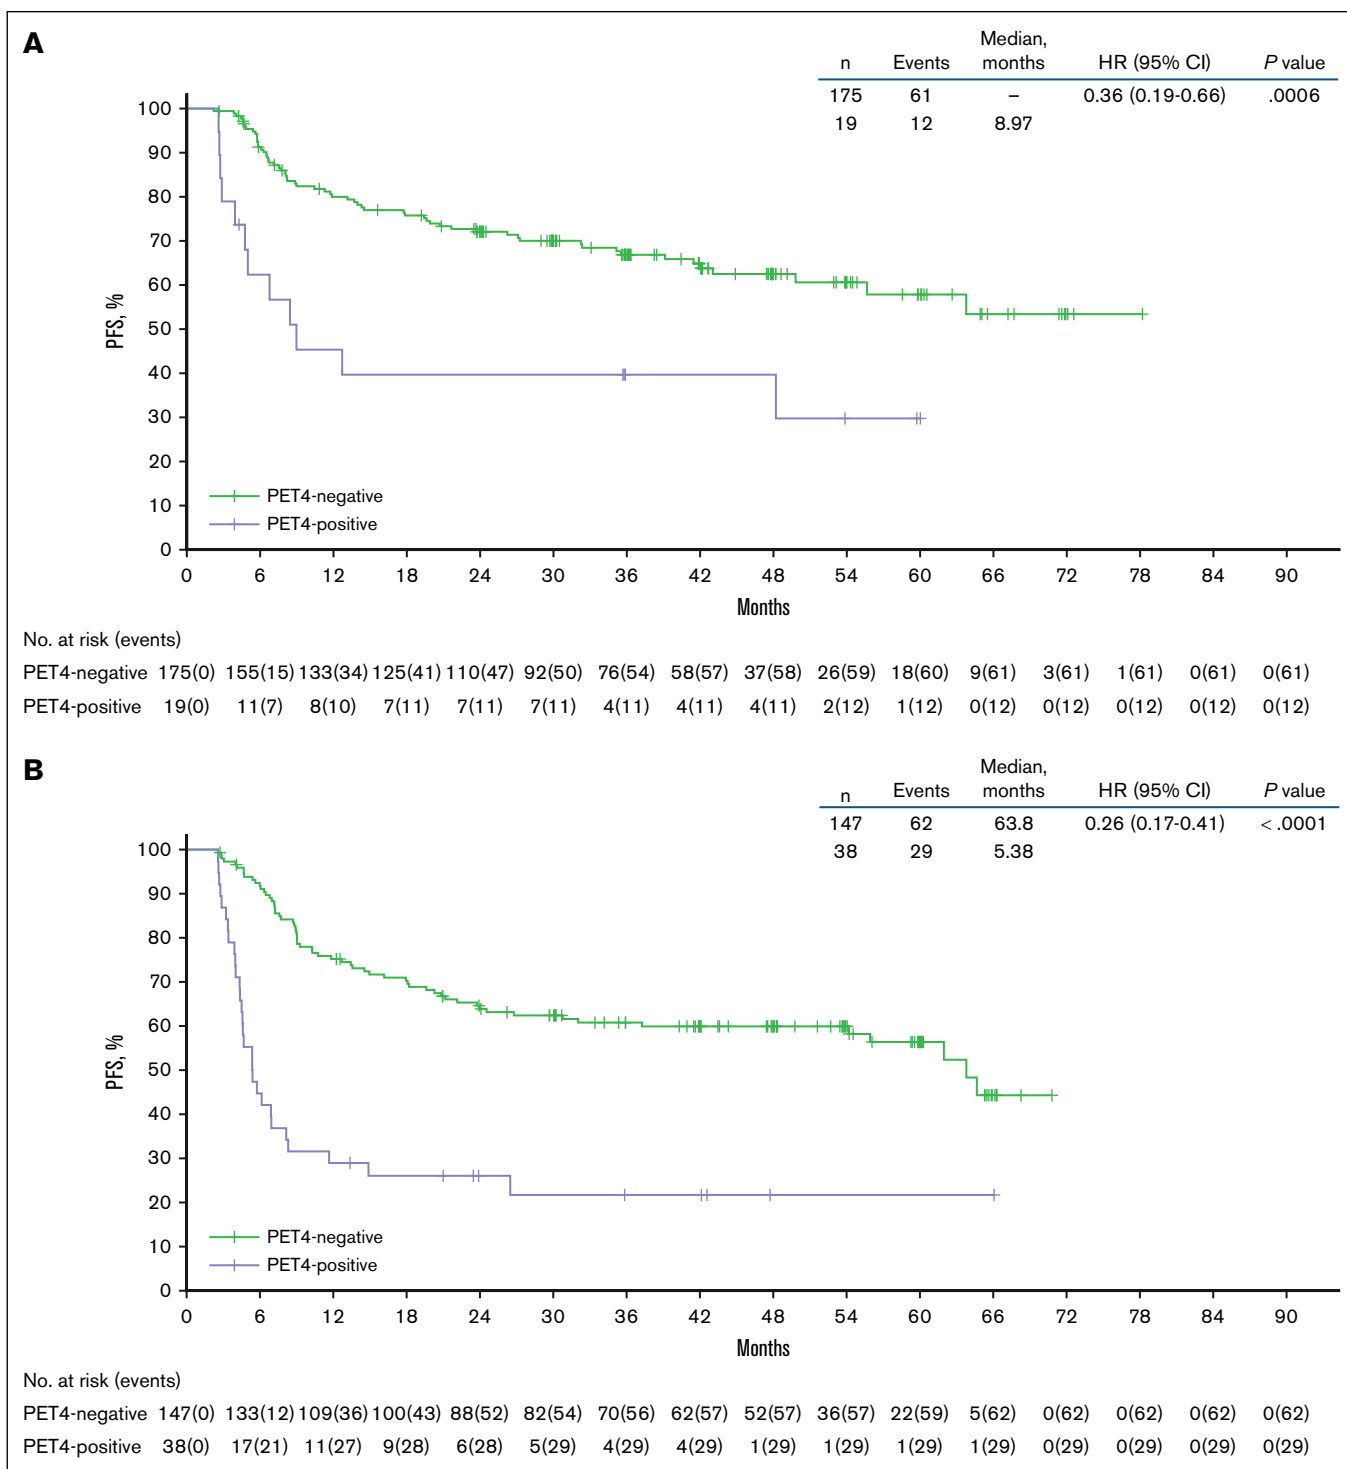 A
Median,
n Events months HR (95% CI) P value
175 61 – 0.36 (0.19-0.66) .0006
19 12 8.97
100
90
80
70
60
50
40
30
20
10
0
PFS, %
PET4-negative
PET4-positive
0 6 12 18 24 30 36 42 48 54 60 66 72 78 84 90
Months
No. at risk (events)
PET4-negative 175(0) 155(15) 133(34) 125(41) 110(47) 92(50) 76(54) 58(57) 37(58) 26(59) 18(60) 9(61) 3(61) 1(61) 0(61) 0(61)
PET4-positive 19(0) 11(7) 8(10) 7(11) 7(11) 7(11) 4(11) 4(11) 4(11) 2(12) 1(12) 0(12) 0(12) 0(12) 0(12) 0(12)
B
Median,
n Events months HR (95% CI) P value
147 62 63.8 0.26 (0.17-0.41) < .0001
38 29 5.38
100
90
80
70
60
50
40
30
20
10
0
PFS, %
PET4-negative
PET4-positive
0 6 12 18 24 30 36 42 48 54 60 66 72 78 84 90
Months
No. at risk (events)
PET4-negative 147(0) 133(12) 109(36) 100(43) 88(52) 82(54) 70(56) 62(57) 52(57) 36(57) 22(59) 5(62) 0(62) 0(62) 0(62) 0(62)
PET4-positive 38(0) 17(21) 11(27) 9(28) 6(28) 5(29) 4(29) 4(29) 1(29) 1(29) 1(29) 1(29) 0(29) 0(29) 0(29) 0(29)